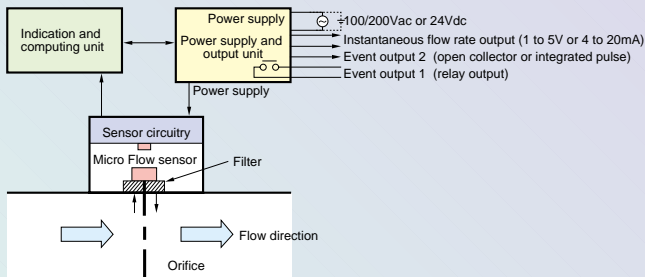 Power supply
100/200Vac or 24Vdc
Indication and
computing unit
Power supply and
output unit
Instantaneous flow rate output (1 to 5V or 4 to 20mA)
Event output 2 (open collector or integrated pulse)
Event output 1 (relay output)
Power supply
Sensor circuitry
Micro Flow sensor
Filter
Flow direction
Orifice